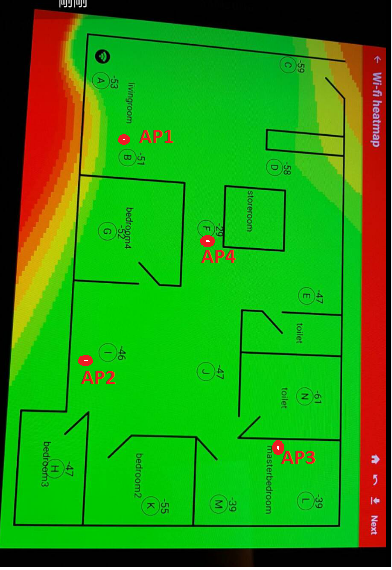 Wi-fi heatmap
Next
C -59
A -53
livingroom
AP1
B -51
D -58
storeroom
bedroom4
G -52
F -29
AP4
E -47
toilet
I -46
AP2
J -47
toilet
N -61
AP3
masterbedroom
L -39
M -39
bedroom2
K -55
bedroom3
H -47